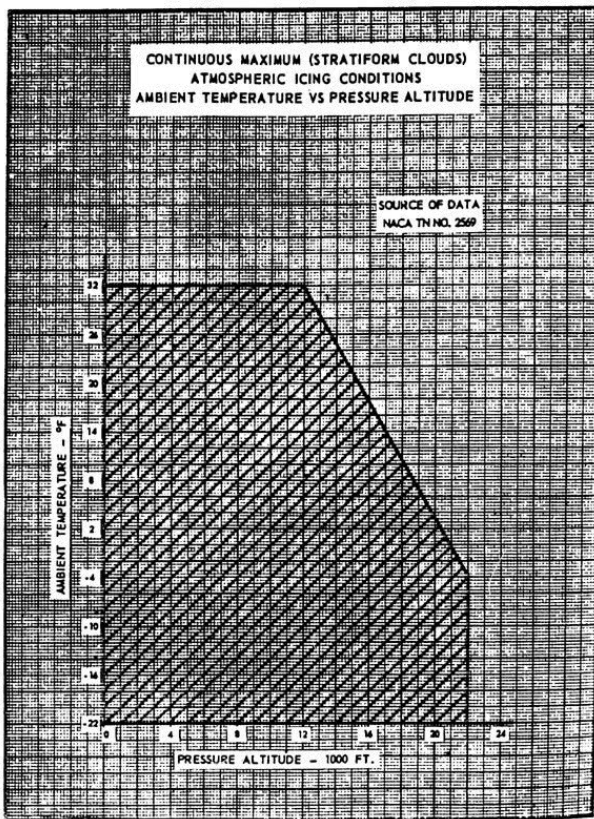 CONTINUOUS MAXIMUM (STRATIFORM CLOUDS)
ATMOSPHERIC ICING CONDITIONS
AMBIENT TEMPERATURE VS PRESSURE ALTITUDE
SOURCE OF DATA
NACA TN NO. 2569
AMBIENT TEMPERATURE - °F
32
26
20
14
8
2
-4
-10
-16
-22
0 4 8 12 16 20 24
PRESSURE ALTITUDE - 1000 FT.